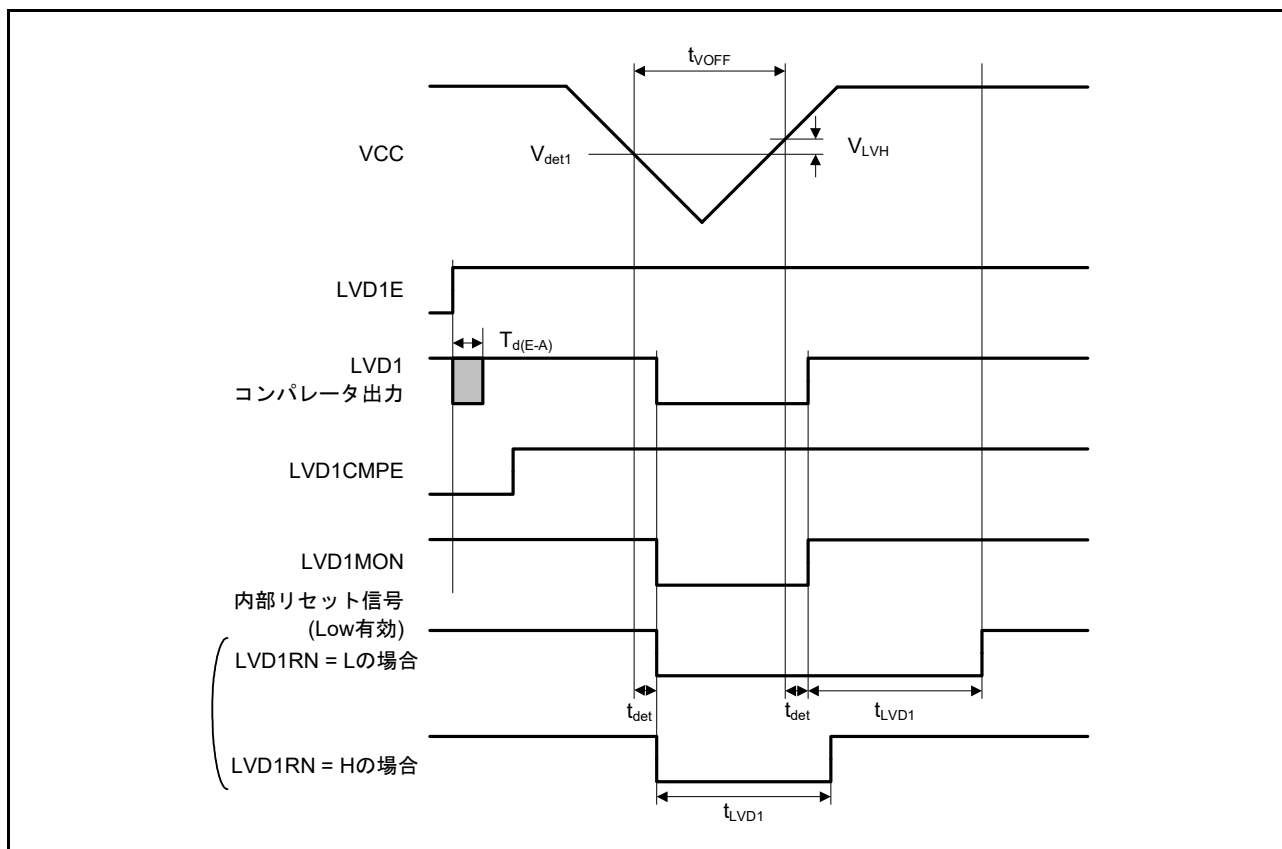 tVOFF
VCC
Vdet1
VLVH
LVD1E
Td(E-A)
LVD1
コンパレータ出力
LVD1CMPE
LVD1MON
内部リセット信号
(Low有効)
LVD1RN = Lの場合
tdet
tdet
tLVD1
LVD1RN = Hの場合
tLVD1